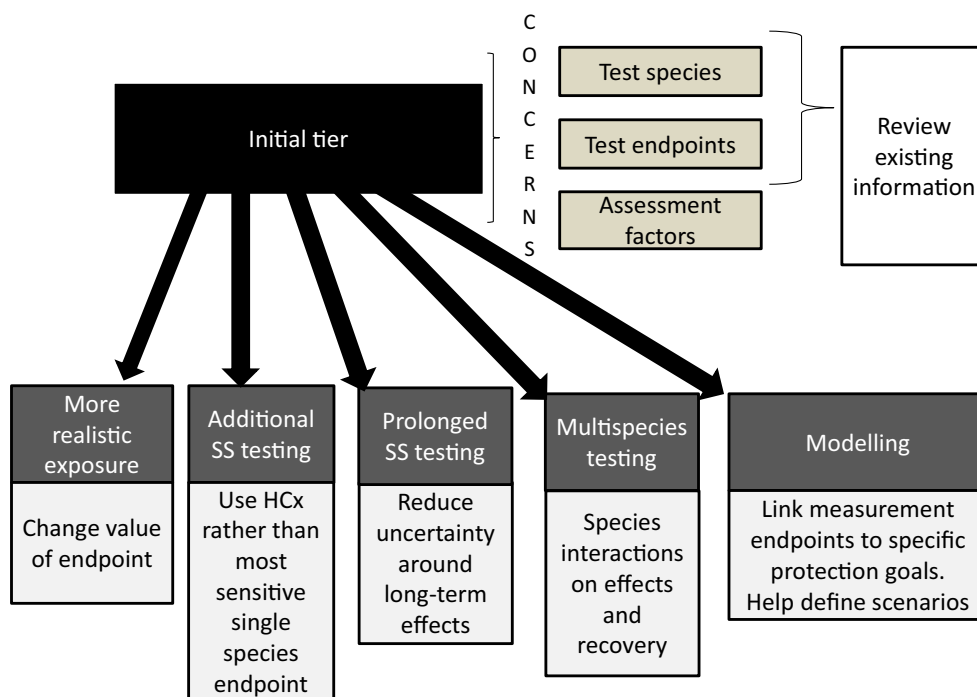 Initial tier
C
O
N
C
E
R
N
S
Test species
Test endpoints
Assessment
factors
Review
existing
information
More
realistic
exposure
Change value
of endpoint
Additional
SS testing
Use HCx
rather than
most
sensitive
single
species
endpoint
Prolonged
SS testing
Reduce
uncertainty
around
long-term
effects
Multispecies
testing
Species
interactions
on effects
and
recovery
Modelling
Link measurement
endpoints to specific
protection goals.
Help define scenarios